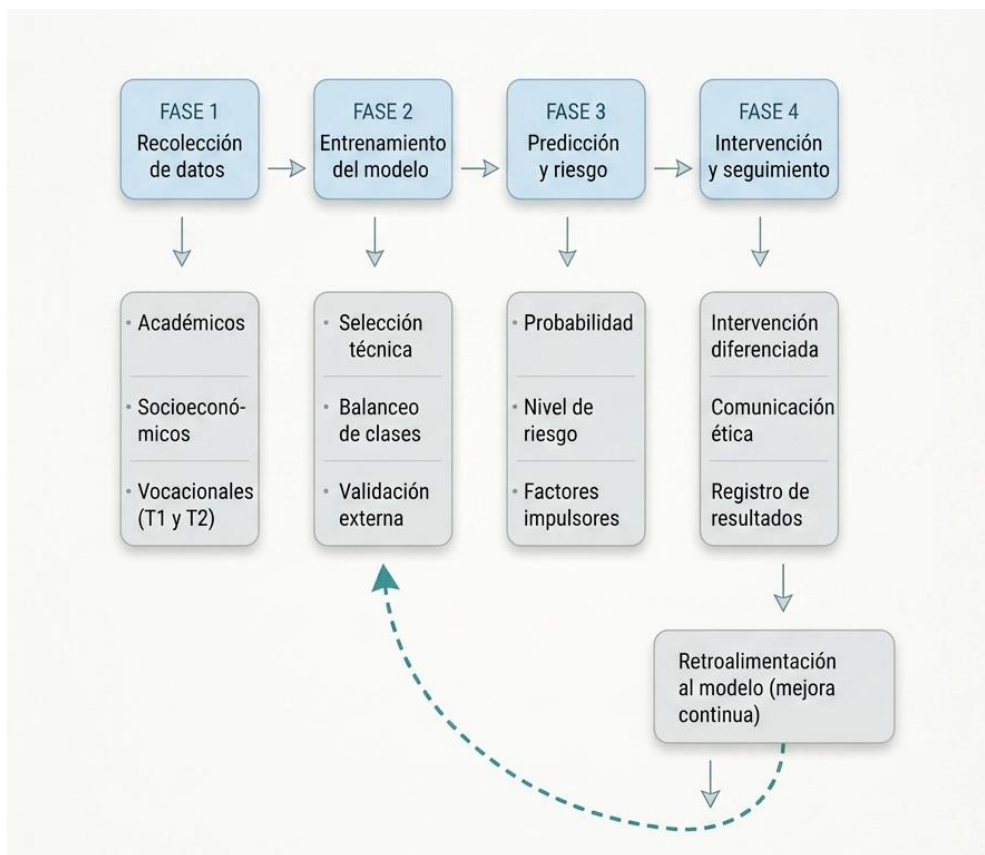 FASE 1
Recolección
de datos
FASE 2
Entrenamiento
del modelo
FASE 3
Predicción
y riesgo
FASE 4
Intervención
y seguimiento
• Académicos
• Socioeconó-
micos
• Vocacionales
(T1 y T2)
• Selección
técnica
• Balanceo
de clases
• Validación
externa
• Probabilidad
• Nivel de
riesgo
• Factores
impulsores
Intervención
diferenciada
Comunicación
ética
Registro de
resultados
Retroalimentación
al modelo (mejora
continua)